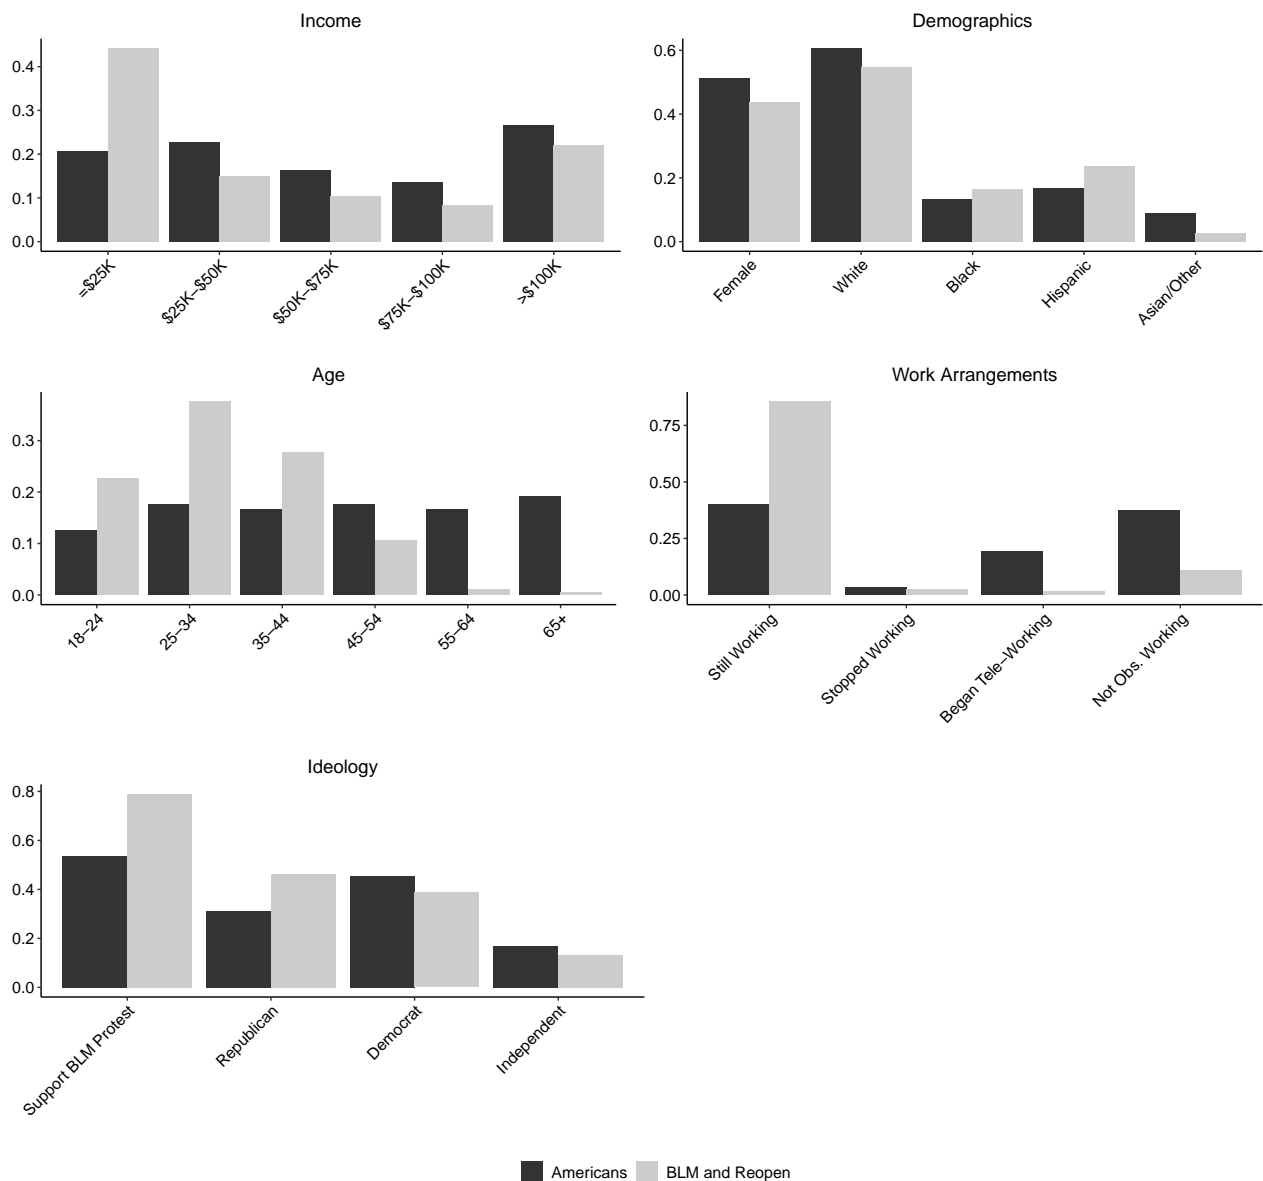 Income
0.4
0.3
0.2
0.1
0.0
=$25K
$25K–$50K
$50K–$75K
$75K–$100K
>$100K
Demographics
0.6
0.4
0.2
0.0
Female
White
Black
Hispanic
Asian/Other
Age
0.3
0.2
0.1
0.0
18–24
25–34
35–44
45–54
55–64
65+
Work Arrangements
0.75
0.50
0.25
0.00
Still Working
Stopped Working
Began Tele–Working
Not Obs. Working
Ideology
0.8
0.6
0.4
0.2
0.0
Support BLM Protest
Republican
Democrat
Independent
Americans
BLM and Reopen